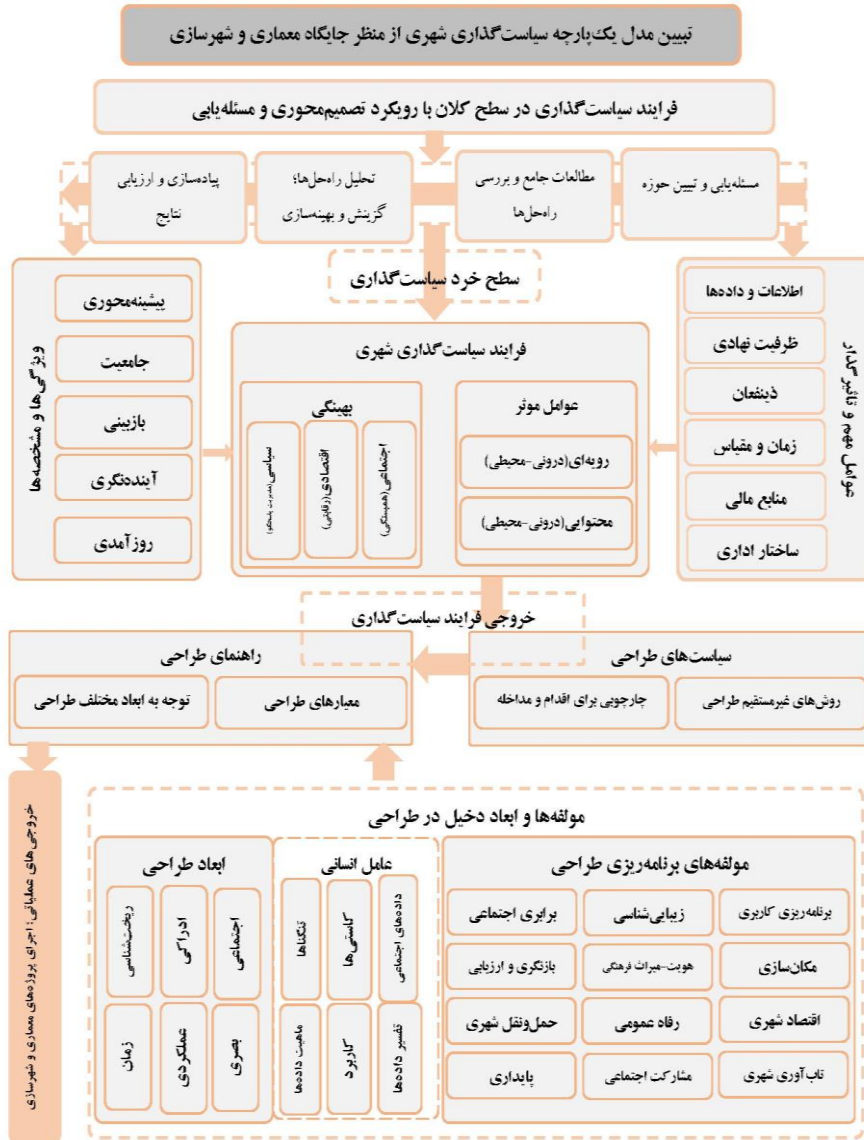 تبیین مدل یک‌پارچه سیاست‌گذاری شهری از منظر جایگاه معماری و شهرسازی
فرایند سیاست‌گذاری در سطح کلان با رویکرد تصمیم‌محوری و مسئله‌یابی
مسئله‌یابی و تیین حوزه
مطالعات جامع و بررسی
راه‌حل‌ها
تحلیل راه‌حل‌ها؛
گزینش و بهینه‌سازی
پیاده‌سازی و ارزیابی
نتایج
سطح خرد سیاست‌گذاری
عوامل مهم و تاثیرگذار
اطلاعات و داده‌ها
ظرفیت نهادی
ذینفعان
زمان و مقیاس
منابع مالی
ساختار اداری
فرایند سیاست‌گذاری شهری
عوامل موثر
رویه‌ای(درونی-محیطی)
محتوایی(درونی-محیطی)
بهینگی
اجتماعی(همبستگی)
اقتصادی(رقابتی)
سیاسی(مدیریت پاسخگو)
ویژگی‌ها و مشخصه‌ها
پیشینه‌محوری
جامعیت
بازبینی
آینده‌نگری
روزآمدی
خروجی فرایند سیاست‌گذاری
سیاست‌های طراحی
روش‌های غیرمستقیم طراحی
چارچوبی برای اقدام و مداخله
راهنمای طراحی
معیارهای طراحی
توجه به ابعاد مختلف طراحی
مولفه‌ها و ابعاد دخیل در طراحی
مولفه‌های برنامه‌ریزی طراحی
برنامه‌ریزی کاربری
زیبایی‌شناسی
برابری اجتماعی
مکان‌سازی
هویت-میراث فرهنگی
بازنگری و ارزیابی
اقتصاد شهری
رفاه عمومی
حمل‌ونقل شهری
تاب‌آوری شهری
مشارکت اجتماعی
پایداری
عامل انسانی
داده‌های اجتماعی
کاستی‌ها
تنگناها
تفسیر داده‌ها
کاربرد
ماهیت داده‌ها
ابعاد طراحی
اجتماعی
ادراکی
ریخت‌شناسی
بصری
عملکردی
زمان
خروجی‌های عملیاتی؛ اجرای پروژه‌های معماری و شهرسازی